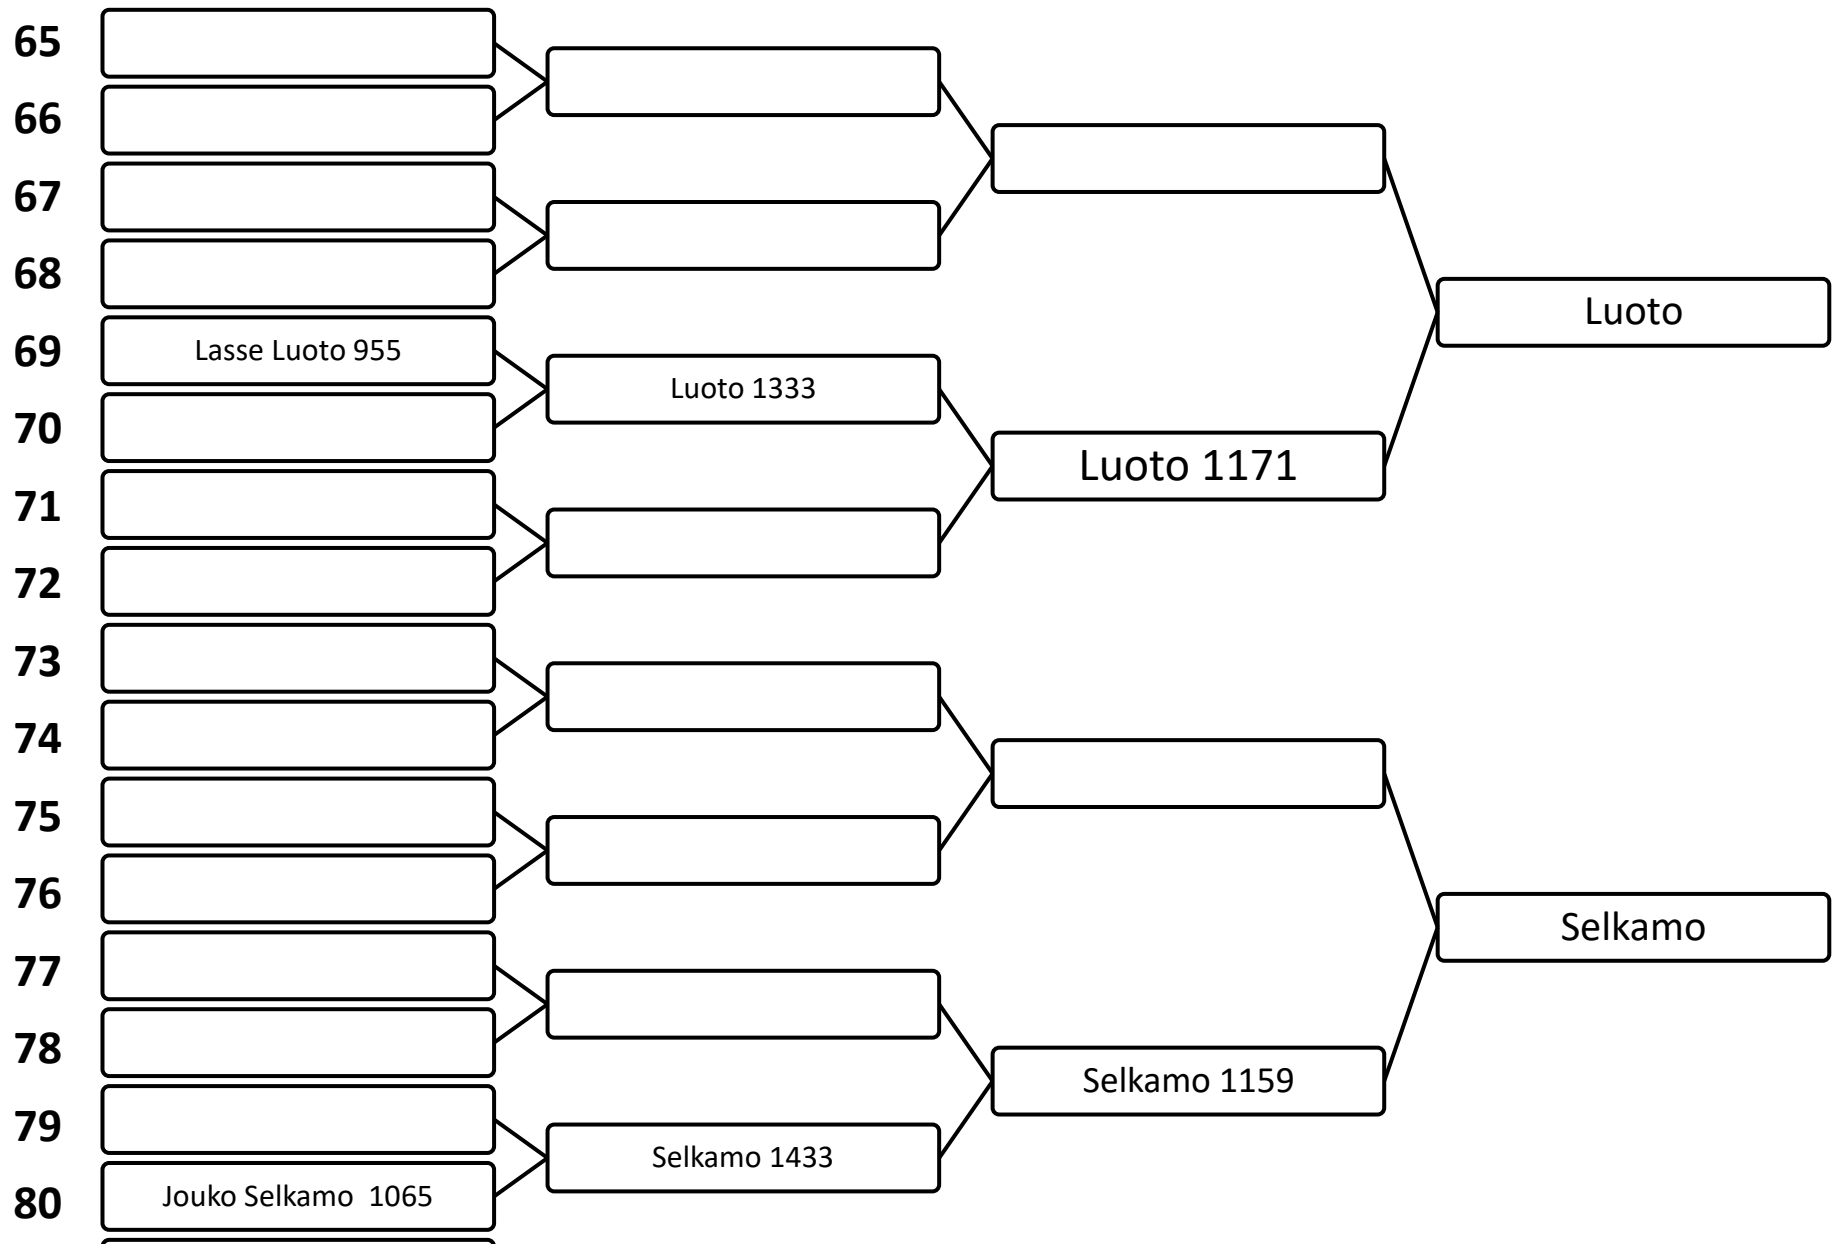 65
66
67
68
Luoto
69 Lasse Luoto 955
Luoto 1333
70
Luoto 1171
71
72
73
74
75
76
Selkamo
77
78
Selkamo 1159
79
Selkamo 1433
80 Jouko Selkamo  1065